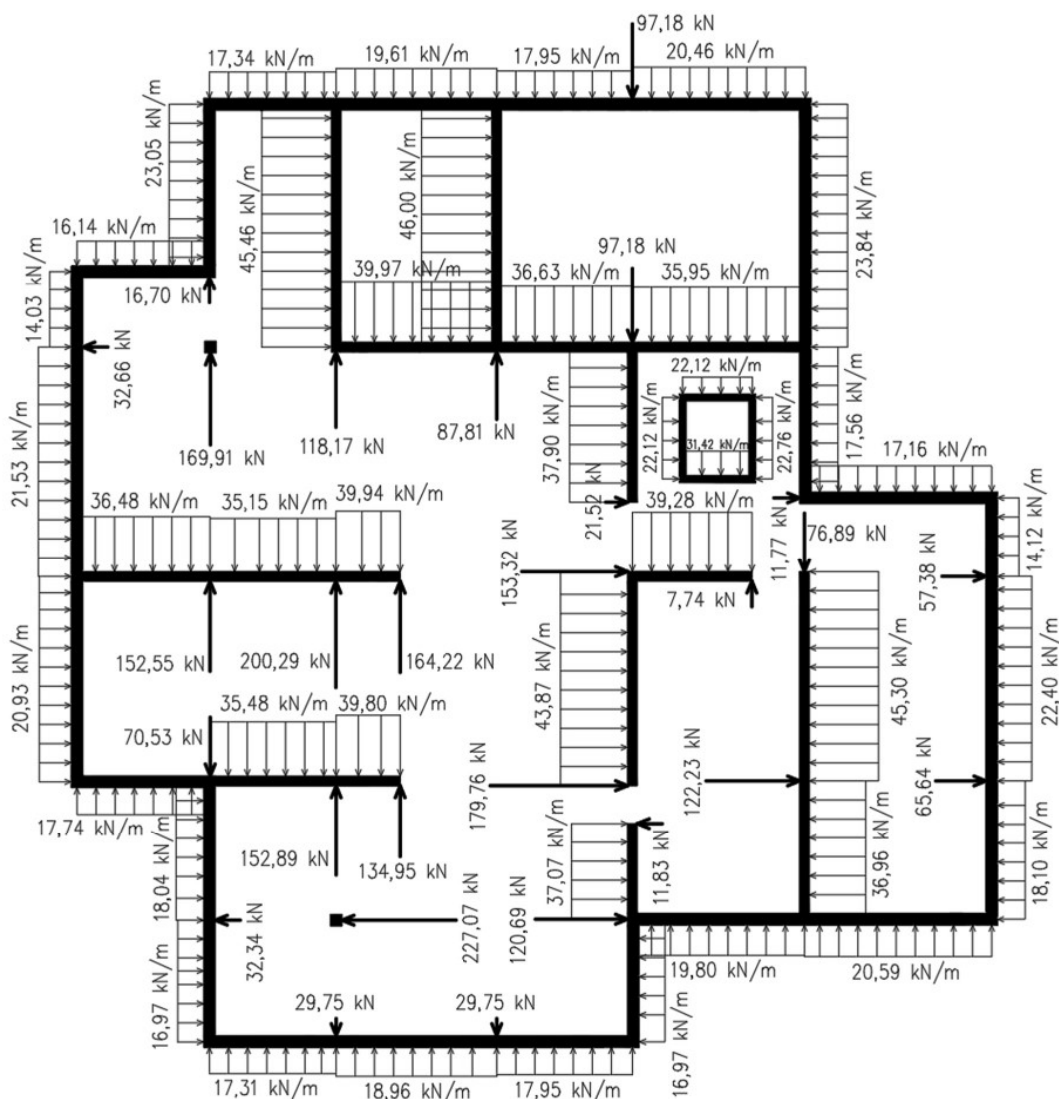 97,18 kN
17,34 kN/m
19,61 kN/m
17,95 kN/m
20,46 kN/m
23,05 kN/m
45,46 kN/m
46,00 kN/m
23,84 kN/m
16,14 kN/m
14,03 kN/m
16,70 kN
39,97 kN/m
97,18 kN
36,63 kN/m
35,95 kN/m
32,66 kN
21,53 kN/m
169,91 kN
118,17 kN
87,81 kN
37,90 kN/m
22,12 kN/m
22,12 kN/m
31,42 kN/m
22,76 kN/m
17,56 kN/m
17,16 kN/m
36,48 kN/m
35,15 kN/m
39,94 kN/m
21,52 kN
39,28 kN/m
11,77 kN
76,89 kN
14,12 kN/m
153,32 kN
7,74 kN
57,38 kN
20,93 kN/m
152,55 kN
200,29 kN
164,22 kN
43,87 kN/m
45,30 kN/m
22,40 kN/m
70,53 kN
35,48 kN/m
39,80 kN/m
179,76 kN
122,23 kN
65,64 kN
17,74 kN/m
18,04 kN/m
152,89 kN
134,95 kN
37,07 kN/m
11,83 kN
36,96 kN/m
18,10 kN/m
32,34 kN
227,07 kN
120,69 kN
19,80 kN/m
20,59 kN/m
16,97 kN/m
29,75 kN
29,75 kN
16,97 kN/m
17,31 kN/m
18,96 kN/m
17,95 kN/m